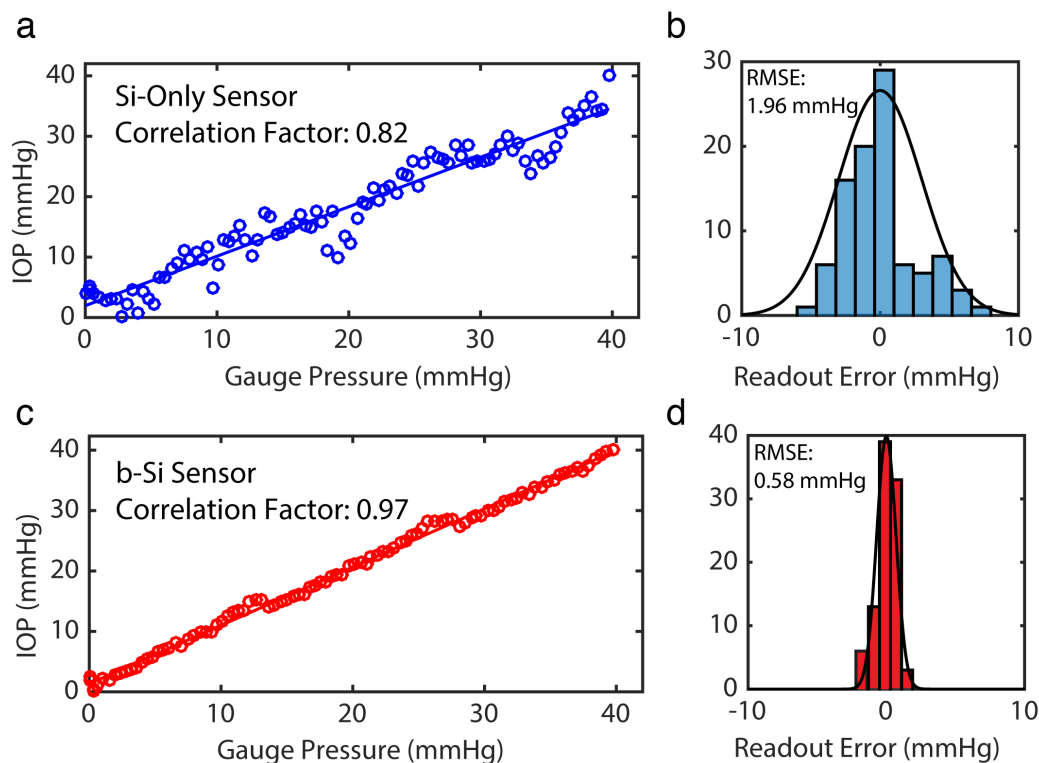 a
40
30
20
10
0
IOP (mmHg)
Si-Only Sensor
Correlation Factor: 0.82
0
10
20
30
40
Gauge Pressure (mmHg)
b
30
20
10
0
RMSE:
1.96 mmHg
-10
0
10
Readout Error (mmHg)
c
40
30
20
10
0
IOP (mmHg)
b-Si Sensor
Correlation Factor: 0.97
0
10
20
30
40
Gauge Pressure (mmHg)
d
40
30
20
10
0
RMSE:
0.58 mmHg
-10
0
10
Readout Error (mmHg)